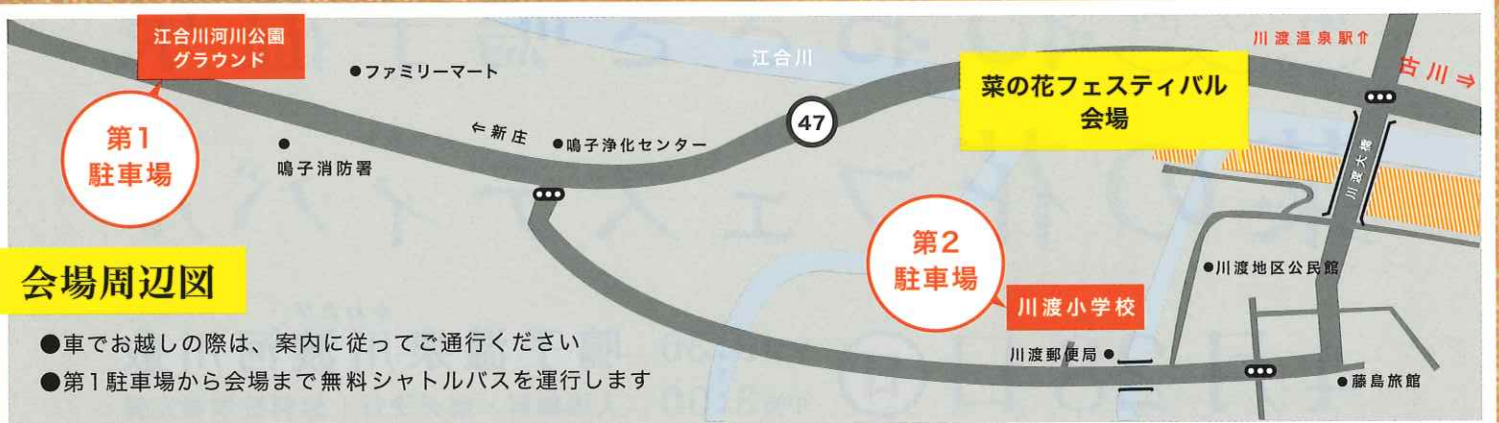 江合川河川公園
グラウンド
●ファミリーマート
江合川
川渡温泉駅⇧
古川⇒
菜の花フェスティバル
会場
第1
駐車場
⇐新庄
47
●鳴子浄化センター
●
鳴子消防署
川渡大橋
第2
駐車場
●川渡地区公民館
会場周辺図
川渡小学校
●車でお越しの際は、案内に従ってご通行ください
川渡郵便局●
●第1駐車場から会場まで無料シャトルバスを運行します
●藤島旅館